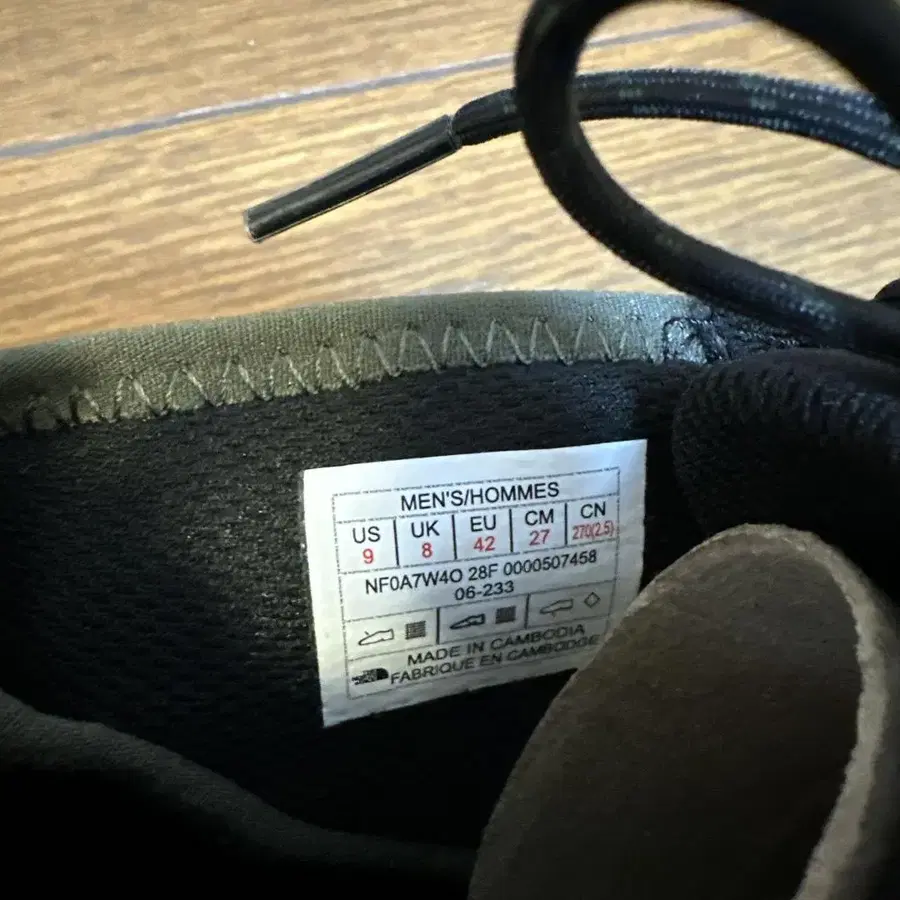 MEN'S/HOMMES
US UK EU CM CN
9 8 42 27 270(2.5)
NF0A7W4O 28F 0000507458
06-233
MADE IN CAMBODIA
FABRIQUE EN CAMBODGE